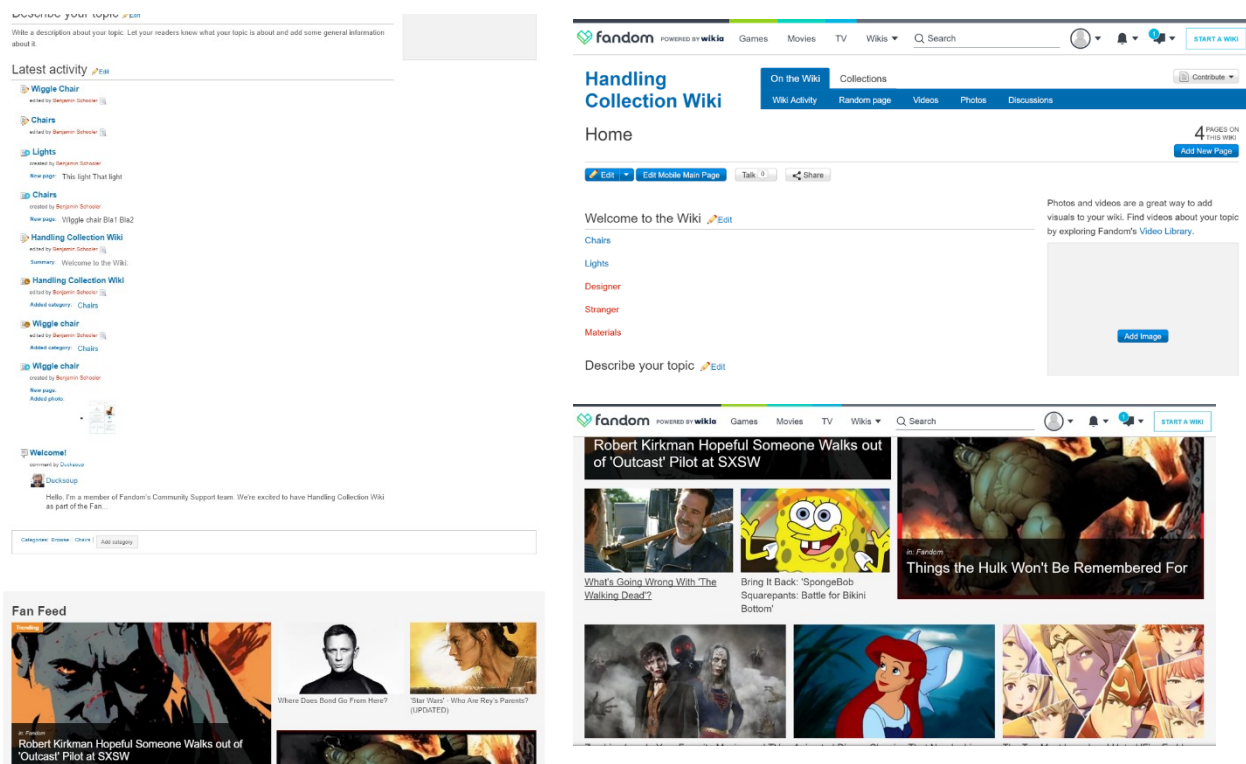 Describe your topic Edit
Write a description about your topic. Let your readers know what your topic is about and add some general information
about it.
Latest activity Edit
Wiggle Chair
edited by Benjamin Schooler
Chairs
edited by Benjamin Schooler
Lights
created by Benjamin Schooler
New page: This light That light
Chairs
created by Benjamin Schooler
New page: Wiggle chair Bla1 Bla2
Handling Collection Wiki
edited by Benjamin Schooler
Summary: Welcome to the Wiki:
Handling Collection Wiki
edited by Benjamin Schooler
Added category: Chairs
Wiggle chair
edited by Benjamin Schooler
Added category: Chairs
Wiggle chair
created by Benjamin Schooler
New page:
Added photo:
Welcome!
comment by Ducksoup
Ducksoup
Hello, I'm a member of Fandom's Community Support team. We're excited to have Handling Collection Wiki
as part of the Fan...
Categories: Browse | Chairs | Add category
Fan Feed
Trending
in: Fandom
Robert Kirkman Hopeful Someone Walks out of
'Outcast' Pilot at SXSW
Where Does Bond Go From Here?
'Star Wars' - Who Are Rey's Parents?
(UPDATED)
fandom POWERED BY wikia Games Movies TV Wikis Search 1 START A WIKI
Handling
Collection Wiki
On the Wiki Collections
Contribute
Wiki Activity Random page Videos Photos Discussions
Home
4 PAGES ON
THIS WIKI
Add New Page
Edit Edit Mobile Main Page Talk 0 Share
Welcome to the Wiki Edit
Chairs
Lights
Designer
Stranger
Materials
Describe your topic Edit
Photos and videos are a great way to add
visuals to your wiki. Find videos about your topic
by exploring Fandom's Video Library.
Add Image
fandom POWERED BY wikia Games Movies TV Wikis Search 1 START A WIKI
Robert Kirkman Hopeful Someone Walks out
of 'Outcast' Pilot at SXSW
What's Going Wrong With 'The
Walking Dead'?
Bring It Back: 'SpongeBob
Squarepants: Battle for Bikini
Bottom'
in: Fandom
Things the Hulk Won't Be Remembered For